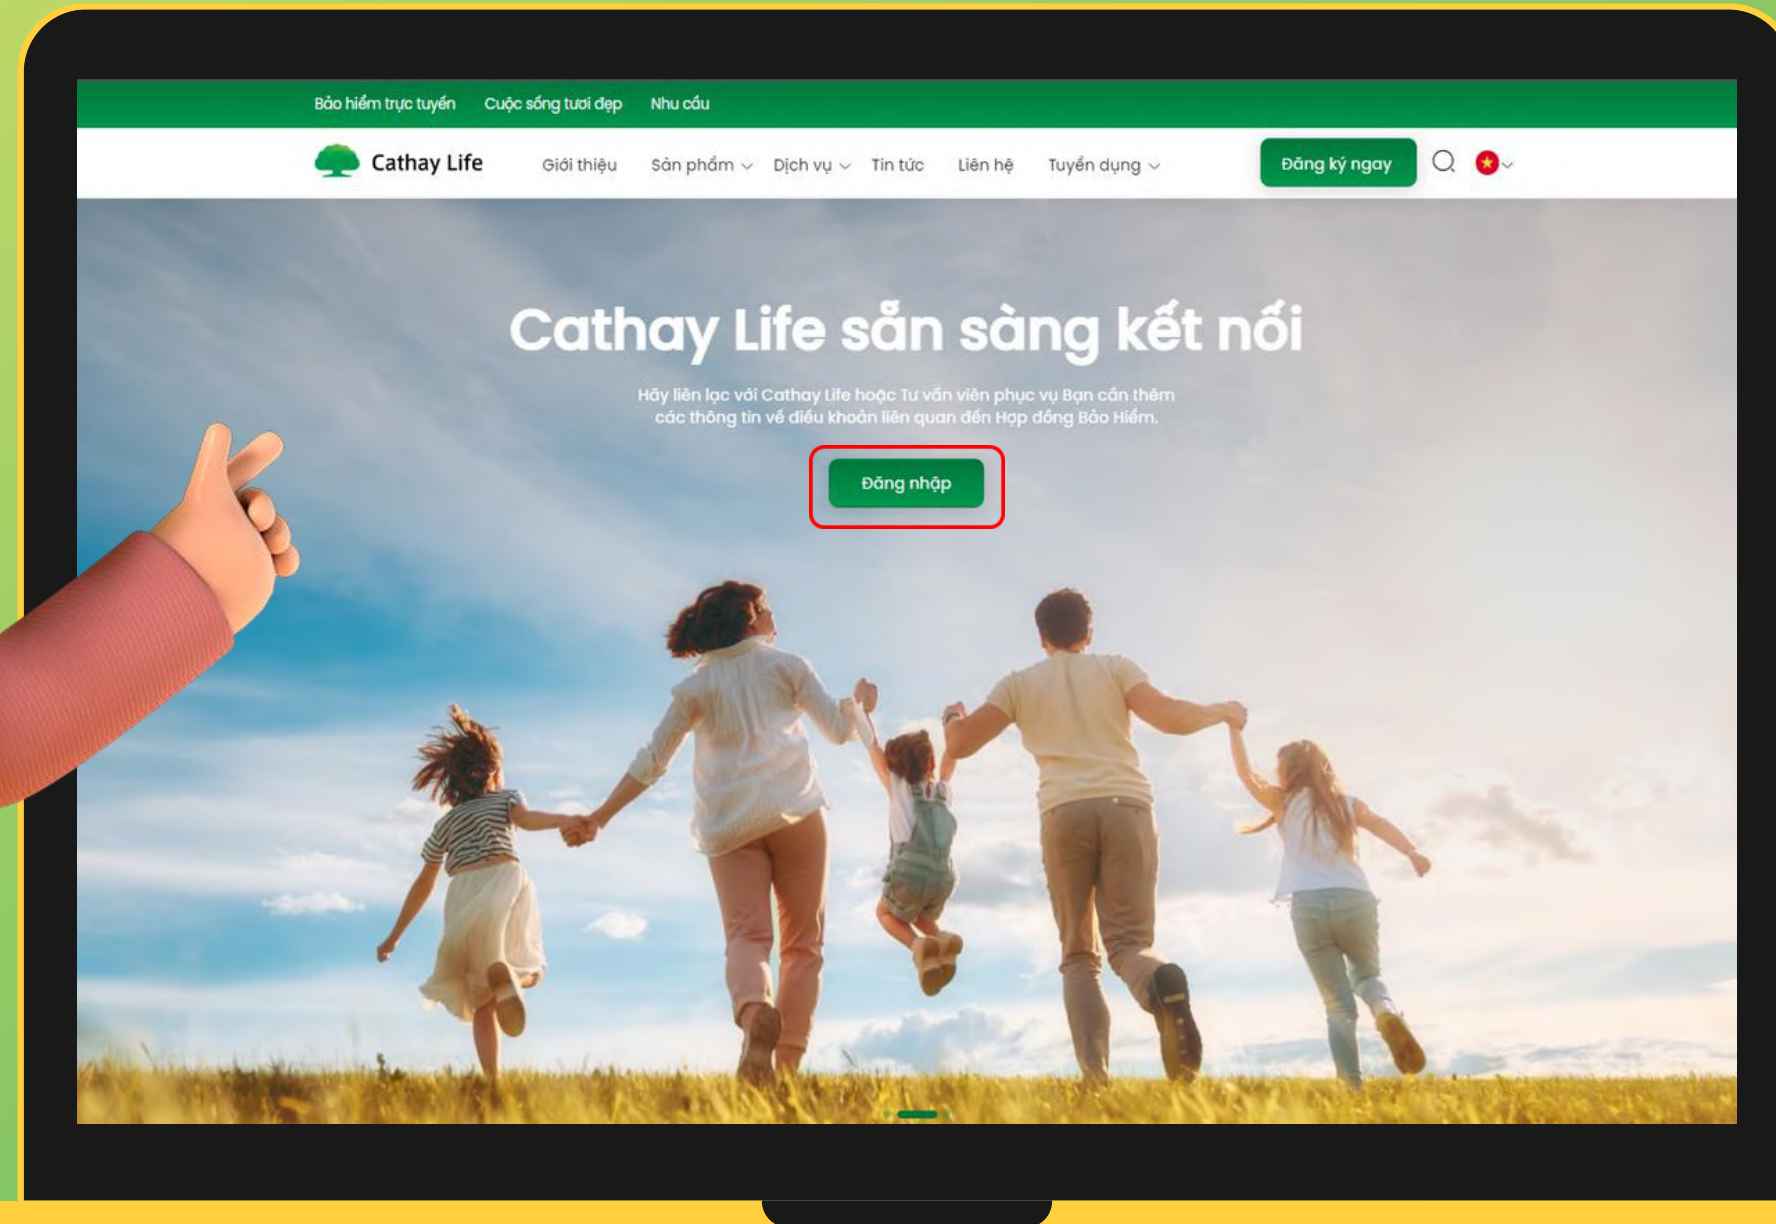 Bảo hiểm trực tuyến Cuộc sống tươi đẹp Nhu cầu
Cathay Life Giới thiệu Sản phẩm Dịch vụ Tin tức Liên hệ Tuyển dụng Đăng ký ngay
Cathay Life sẵn sàng kết nối
Hãy liên lạc với Cathay Life hoặc Tư vấn viên phục vụ Bạn cần thêm
các thông tin về điều khoản liên quan đến Hợp đồng Bảo Hiểm.
Đăng nhập